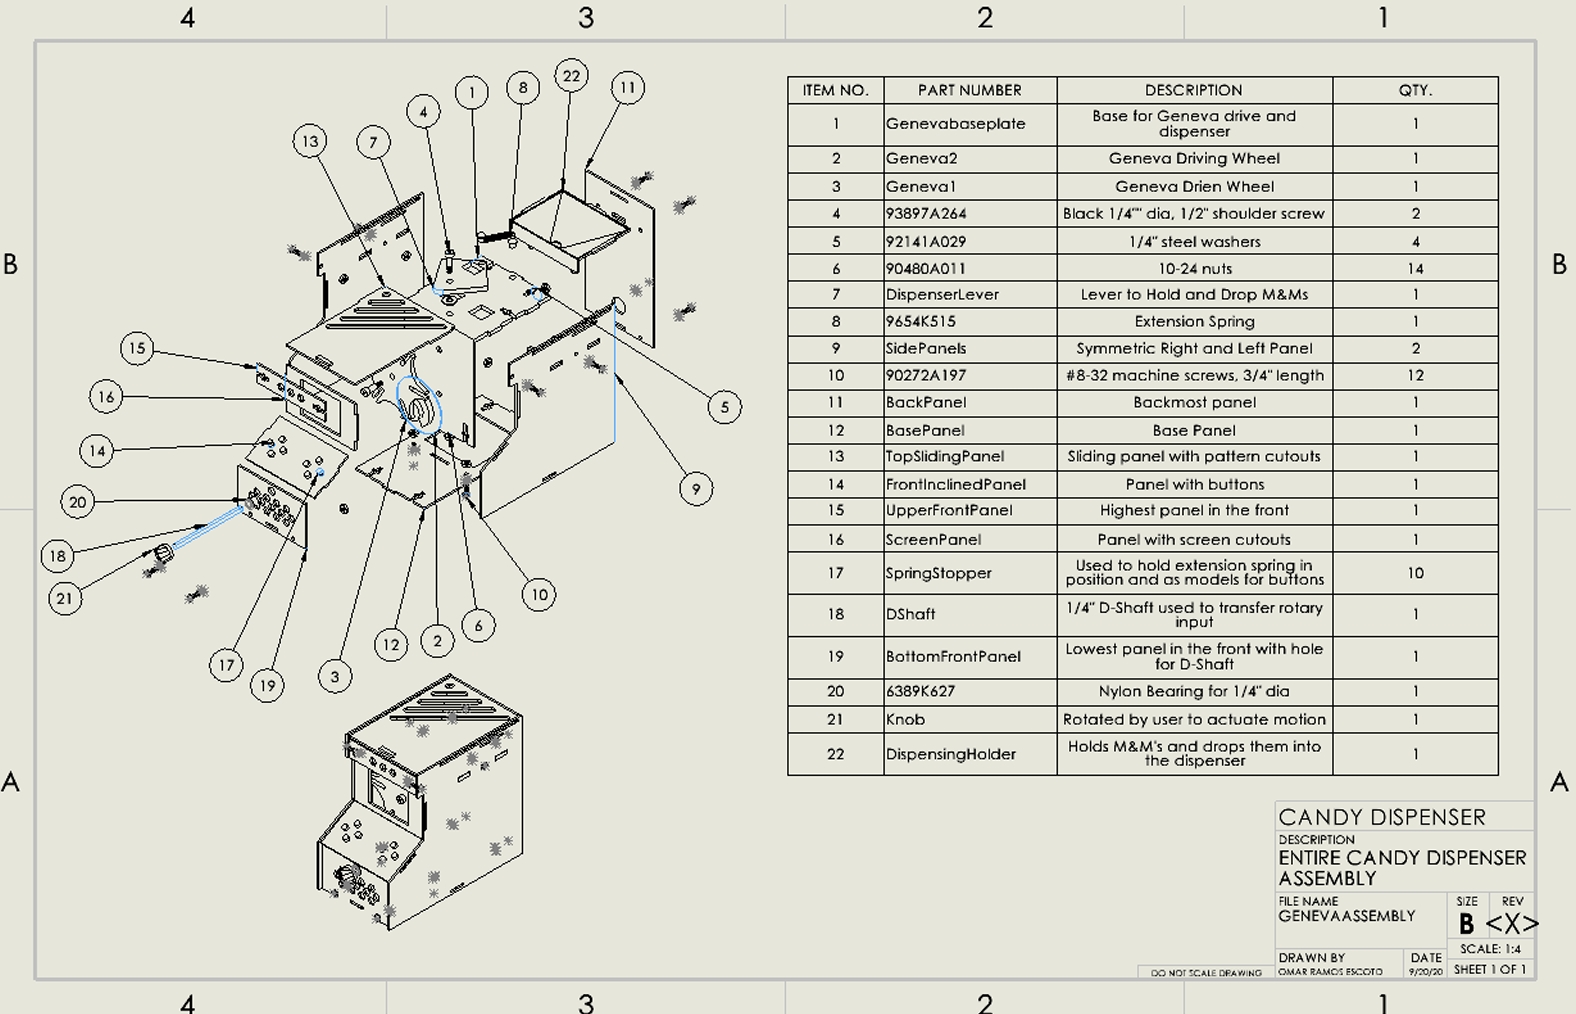 4 3 2 1
B B
A A
13
7
4
1
8
22
11
15
16
14
20
18
21
17
19
3
12
2
6
10
9
5
ITEM NO. PART NUMBER DESCRIPTION QTY.
1 Genevabaseplate Base for Geneva drive and
dispenser 1
2 Geneva2 Geneva Driving Wheel 1
3 Geneva1 Geneva Drien Wheel 1
4 93897A264 Black 1/4"" dia, 1/2" shoulder screw 2
5 92141A029 1/4" steel washers 4
6 90480A011 10-24 nuts 14
7 DispenserLever Lever to Hold and Drop M&Ms 1
8 9654K515 Extension Spring 1
9 SidePanels Symmetric Right and Left Panel 2
10 90272A197 #8-32 machine screws, 3/4" length 12
11 BackPanel Backmost panel 1
12 BasePanel Base Panel 1
13 TopSlidingPanel Sliding panel with pattern cutouts 1
14 FrontInclinedPanel Panel with buttons 1
15 UpperFrontPanel Highest panel in the front 1
16 ScreenPanel Panel with screen cutouts 1
17 SpringStopper Used to hold extension spring in
position and as models for buttons 10
18 DShaft 1/4" D-Shaft used to transfer rotary
input 1
19 BottomFrontPanel Lowest panel in the front with hole
for D-Shaft 1
20 6389K627 Nylon Bearing for 1/4" dia 1
21 Knob Rotated by user to actuate motion 1
22 DispensingHolder Holds M&M's and drops them into
the dispenser 1
CANDY DISPENSER
DESCRIPTION
ENTIRE CANDY DISPENSER
ASSEMBLY
FILE NAME
GENEVAASSEMBLY
SIZE
B
REV
<X>
SCALE: 1:4
DRAWN BY
OMAR RAMOS ESCOTO
DATE
9/20/20
SHEET 1 OF 1
DO NOT SCALE DRAWING
4 3 2 1